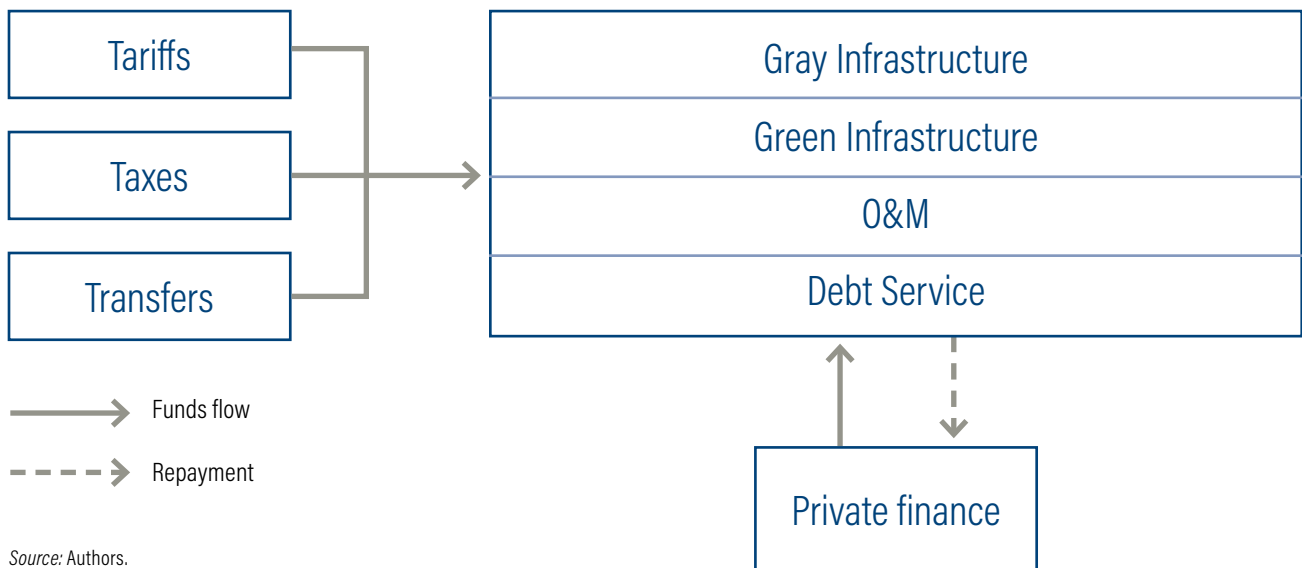 Tariffs
Taxes
Transfers
Gray Infrastructure
Green Infrastructure
O&M
Debt Service
Private finance
Funds flow
Repayment
Source: Authors.